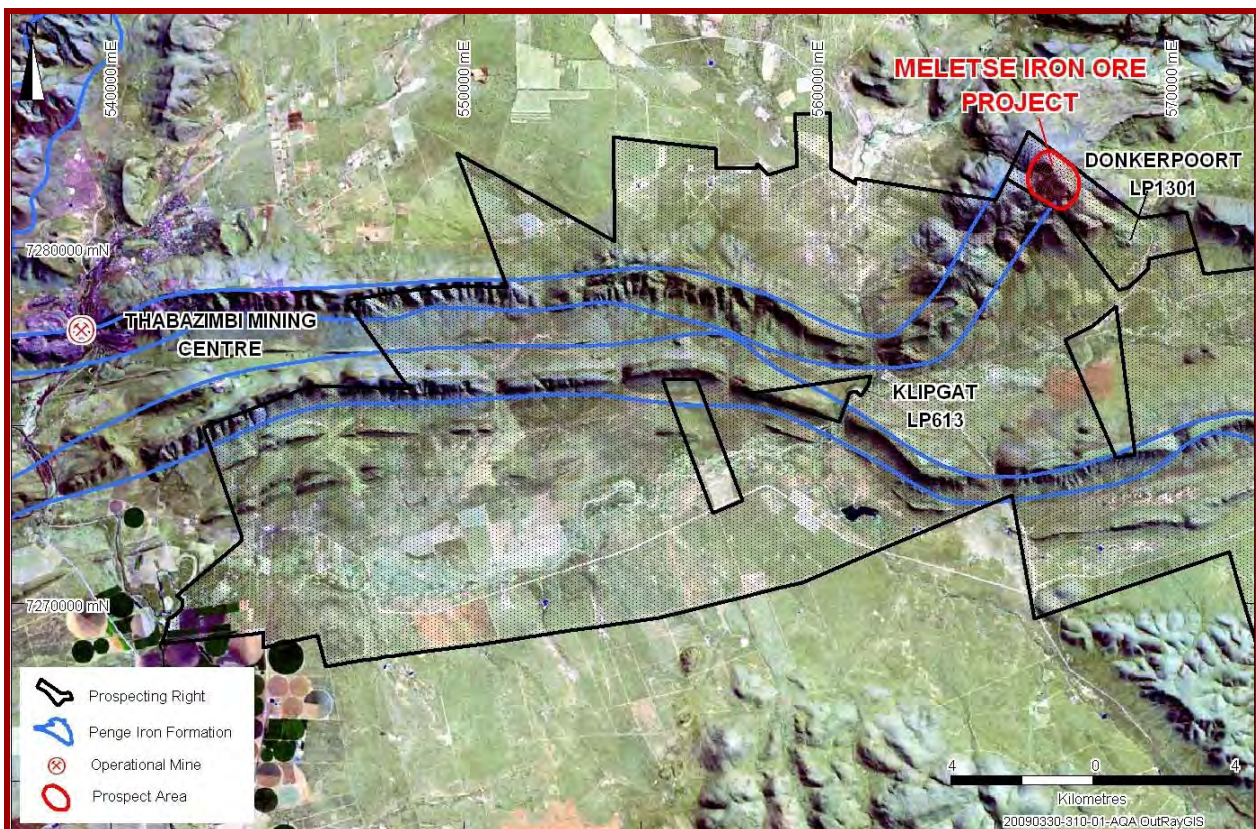 540000 mE
550000 mE
560000 mE
570000 mE
MELETSE IRON ORE
PROJECT
DONKERPOORT
LP1301
7280000 mN
THABAZIMBI MINING
CENTRE
KLIPGAT
LP613
7270000 mN
Prospecting Right
Penge Iron Formation
Operational Mine
Prospect Area
4 0 4
Kilometres
20090330-310-01-AQA OutRayGIS